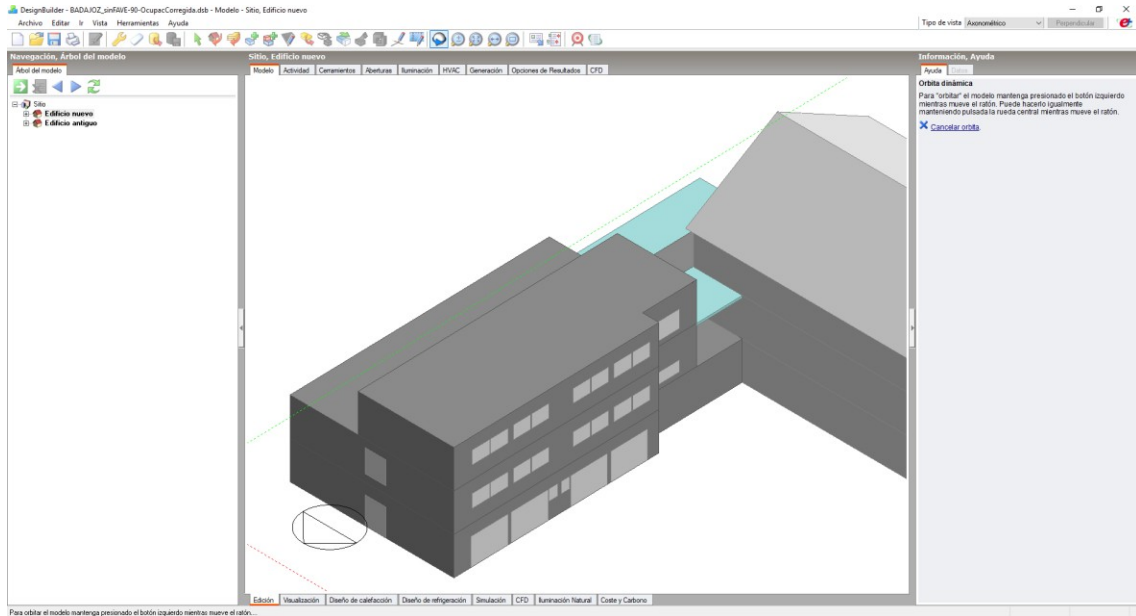 DesignBuilder - BADAJOZ_sinFAVE-90-OcupacCorregida.dsb - Modelo - Sitio, Edificio nuevo
Archivo Editar Ir Vista Herramientas Ayuda
Tipo de vista Axonométrico Perpendicular
Navegación, Árbol del modelo
Sitio, Edificio nuevo
Información, Ayuda
Árbol del modelo
Modelo Actividad Cerramientos Aberturas Iluminación HVAC Generación Opciones de Resultados CFD
Ayuda Datos
Sitio
Edificio nuevo
Edificio antiguo
Orbita dinámica
Para "orbitar" el modelo mantenga presionado el botón izquierdo
mientras mueve el ratón. Puede hacerlo igualmente
manteniendo pulsada la rueda central mientras mueve el ratón.
Cancelar orbita.
Edición Visualización Diseño de calefacción Diseño de refrigeración Simulación CFD Iluminación Natural Coste y Carbono
Para orbitar el modelo mantenga presionado el botón izquierdo mientras mueve el ratón...